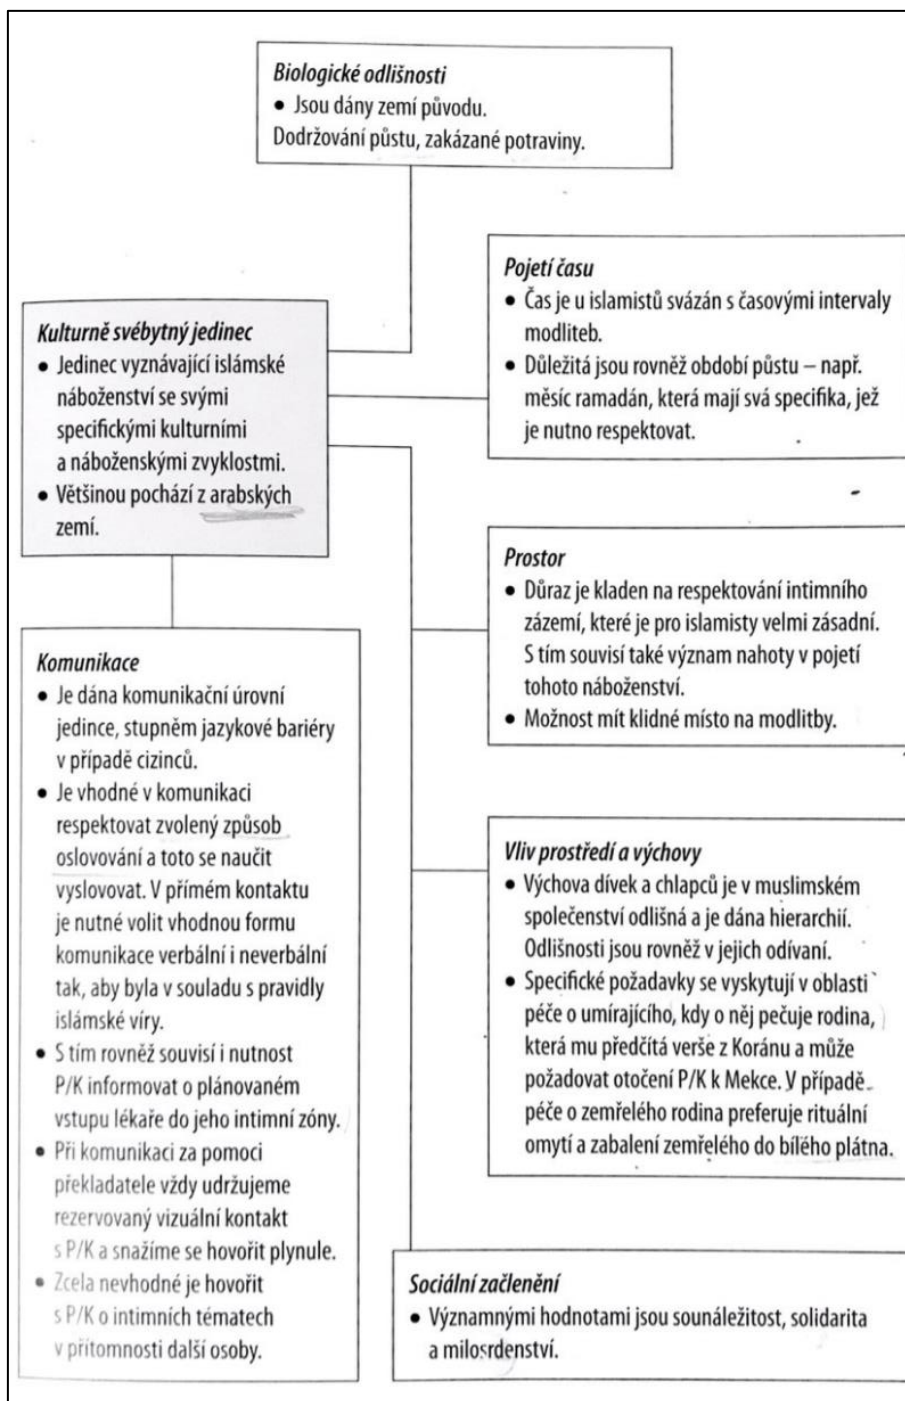 Biologické odlišnosti
• Jsou dány zemí původu.
Dodržování půstu, zakázané potraviny.
Pojetí času
• Čas je u islamistů svázán s časovými intervaly
modliteb.
• Důležitá jsou rovněž období půstu – např.
měsíc ramadán, která mají svá specifika, jež
je nutno respektovat.
Kulturně svébytný jedinec
• Jedinec vyznávající islámské
náboženství se svými
specifickými kulturními
a náboženskými zvyklostmi.
• Většinou pochází z arabských
zemí.
Prostor
• Důraz je kladen na respektování intimního
zázemí, které je pro islamisty velmi zásadní.
S tím souvisí také význam nahoty v pojetí
tohoto náboženství.
• Možnost mít klidné místo na modlitby.
Komunikace
• Je dána komunikační úrovní
jedince, stupněm jazykové bariéry
v případě cizinců.
• Je vhodné v komunikaci
respektovat zvolený způsob
oslovování a toto se naučit
vyslovovat. V přímém kontaktu
je nutné volit vhodnou formu
komunikace verbální i neverbální
tak, aby byla v souladu s pravidly
islámské víry.
• S tím rovněž souvisí i nutnost
P/K informovat o plánovaném
vstupu lékaře do jeho intimní zóny.
• Při komunikaci za pomoci
překladatele vždy udržujeme
rezervovaný vizuální kontakt
s P/K a snažíme se hovořit plynule.
• Zcela nevhodné je hovořit
s P/K o intimních tématech
v přítomnosti další osoby.
Vliv prostředí a výchovy
• Výchova dívek a chlapců je v muslimském
společenství odlišná a je dána hierarchií.
Odlišnosti jsou rovněž v jejich odívaní.
• Specifické požadavky se vyskytují v oblasti
péče o umírajícího, kdy o něj pečuje rodina,
která mu předčítá verše z Koránu a může
požadovat otočení P/K k Mekce. V případě
péče o zemřelého rodina preferuje rituální
omytí a zabalení zemřelého do bílého plátna.
Sociální začlenění
• Významnými hodnotami jsou sounáležitost, solidarita
a milosrdenství.